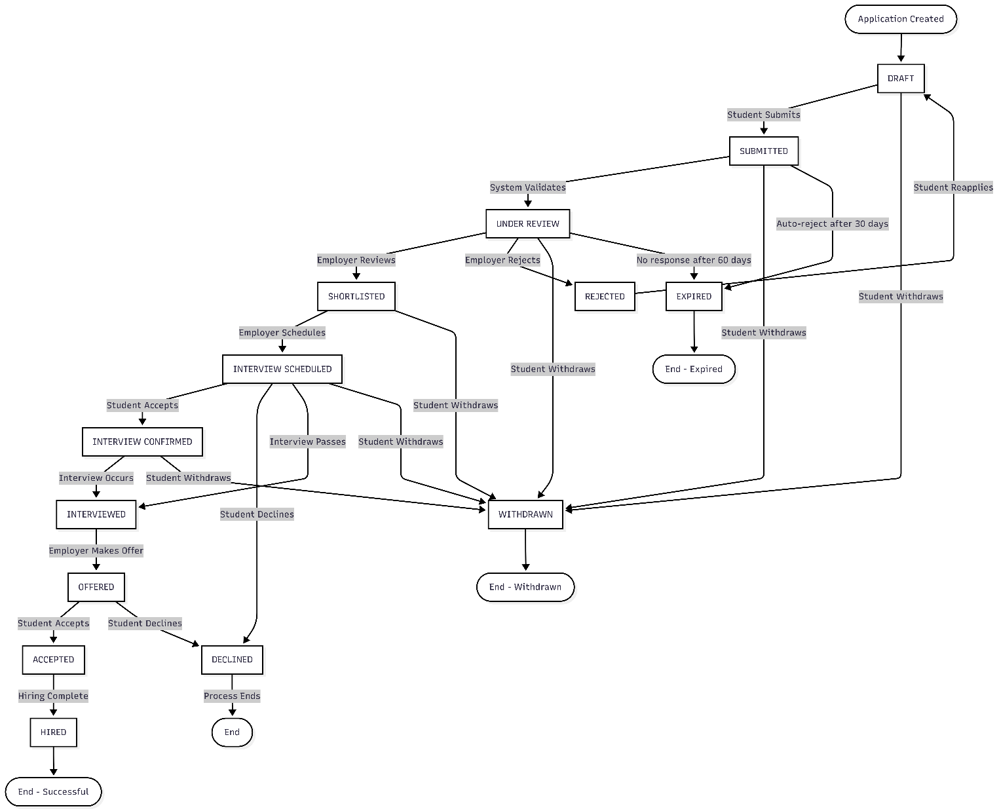 Application Created
DRAFT
Student Submits
SUBMITTED
System Validates
Student Reapplies
UNDER REVIEW
Auto-reject after 30 days
Employer Reviews
Employer Rejects
No response after 60 days
SHORTLISTED
REJECTED
EXPIRED
Student Withdraws
Employer Schedules
Student Withdraws
INTERVIEW SCHEDULED
Student Withdraws
End - Expired
Student Accepts
Student Withdraws
INTERVIEW CONFIRMED
Interview Passes
Student Withdraws
Interview Occurs
Student Withdraws
INTERVIEWED
Student Declines
WITHDRAWN
Employer Makes Offer
OFFERED
End - Withdrawn
Student Accepts
Student Declines
ACCEPTED
DECLINED
Hiring Complete
Process Ends
HIRED
End
End - Successful